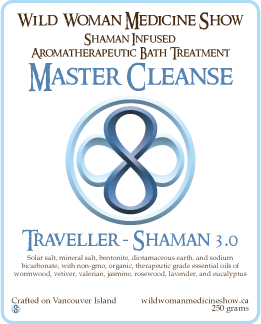 Wild Woman Medicine Show
Shaman Infused
Aromatherapeutic Bath Treatment
Master Cleanse
Traveller - Shaman 3.0
Solar salt, mineral salt, bentonite, diotamaceous earth, and sodium
bicarbonate, with non-gmo, organic, therapeutic grade essential oils of
wormwood, vetiver, valerian, jasmine, rosewood, lavender, and eucalyptus
Crafted on Vancouver Island
wildwomanmedicineshow.ca
250 grams